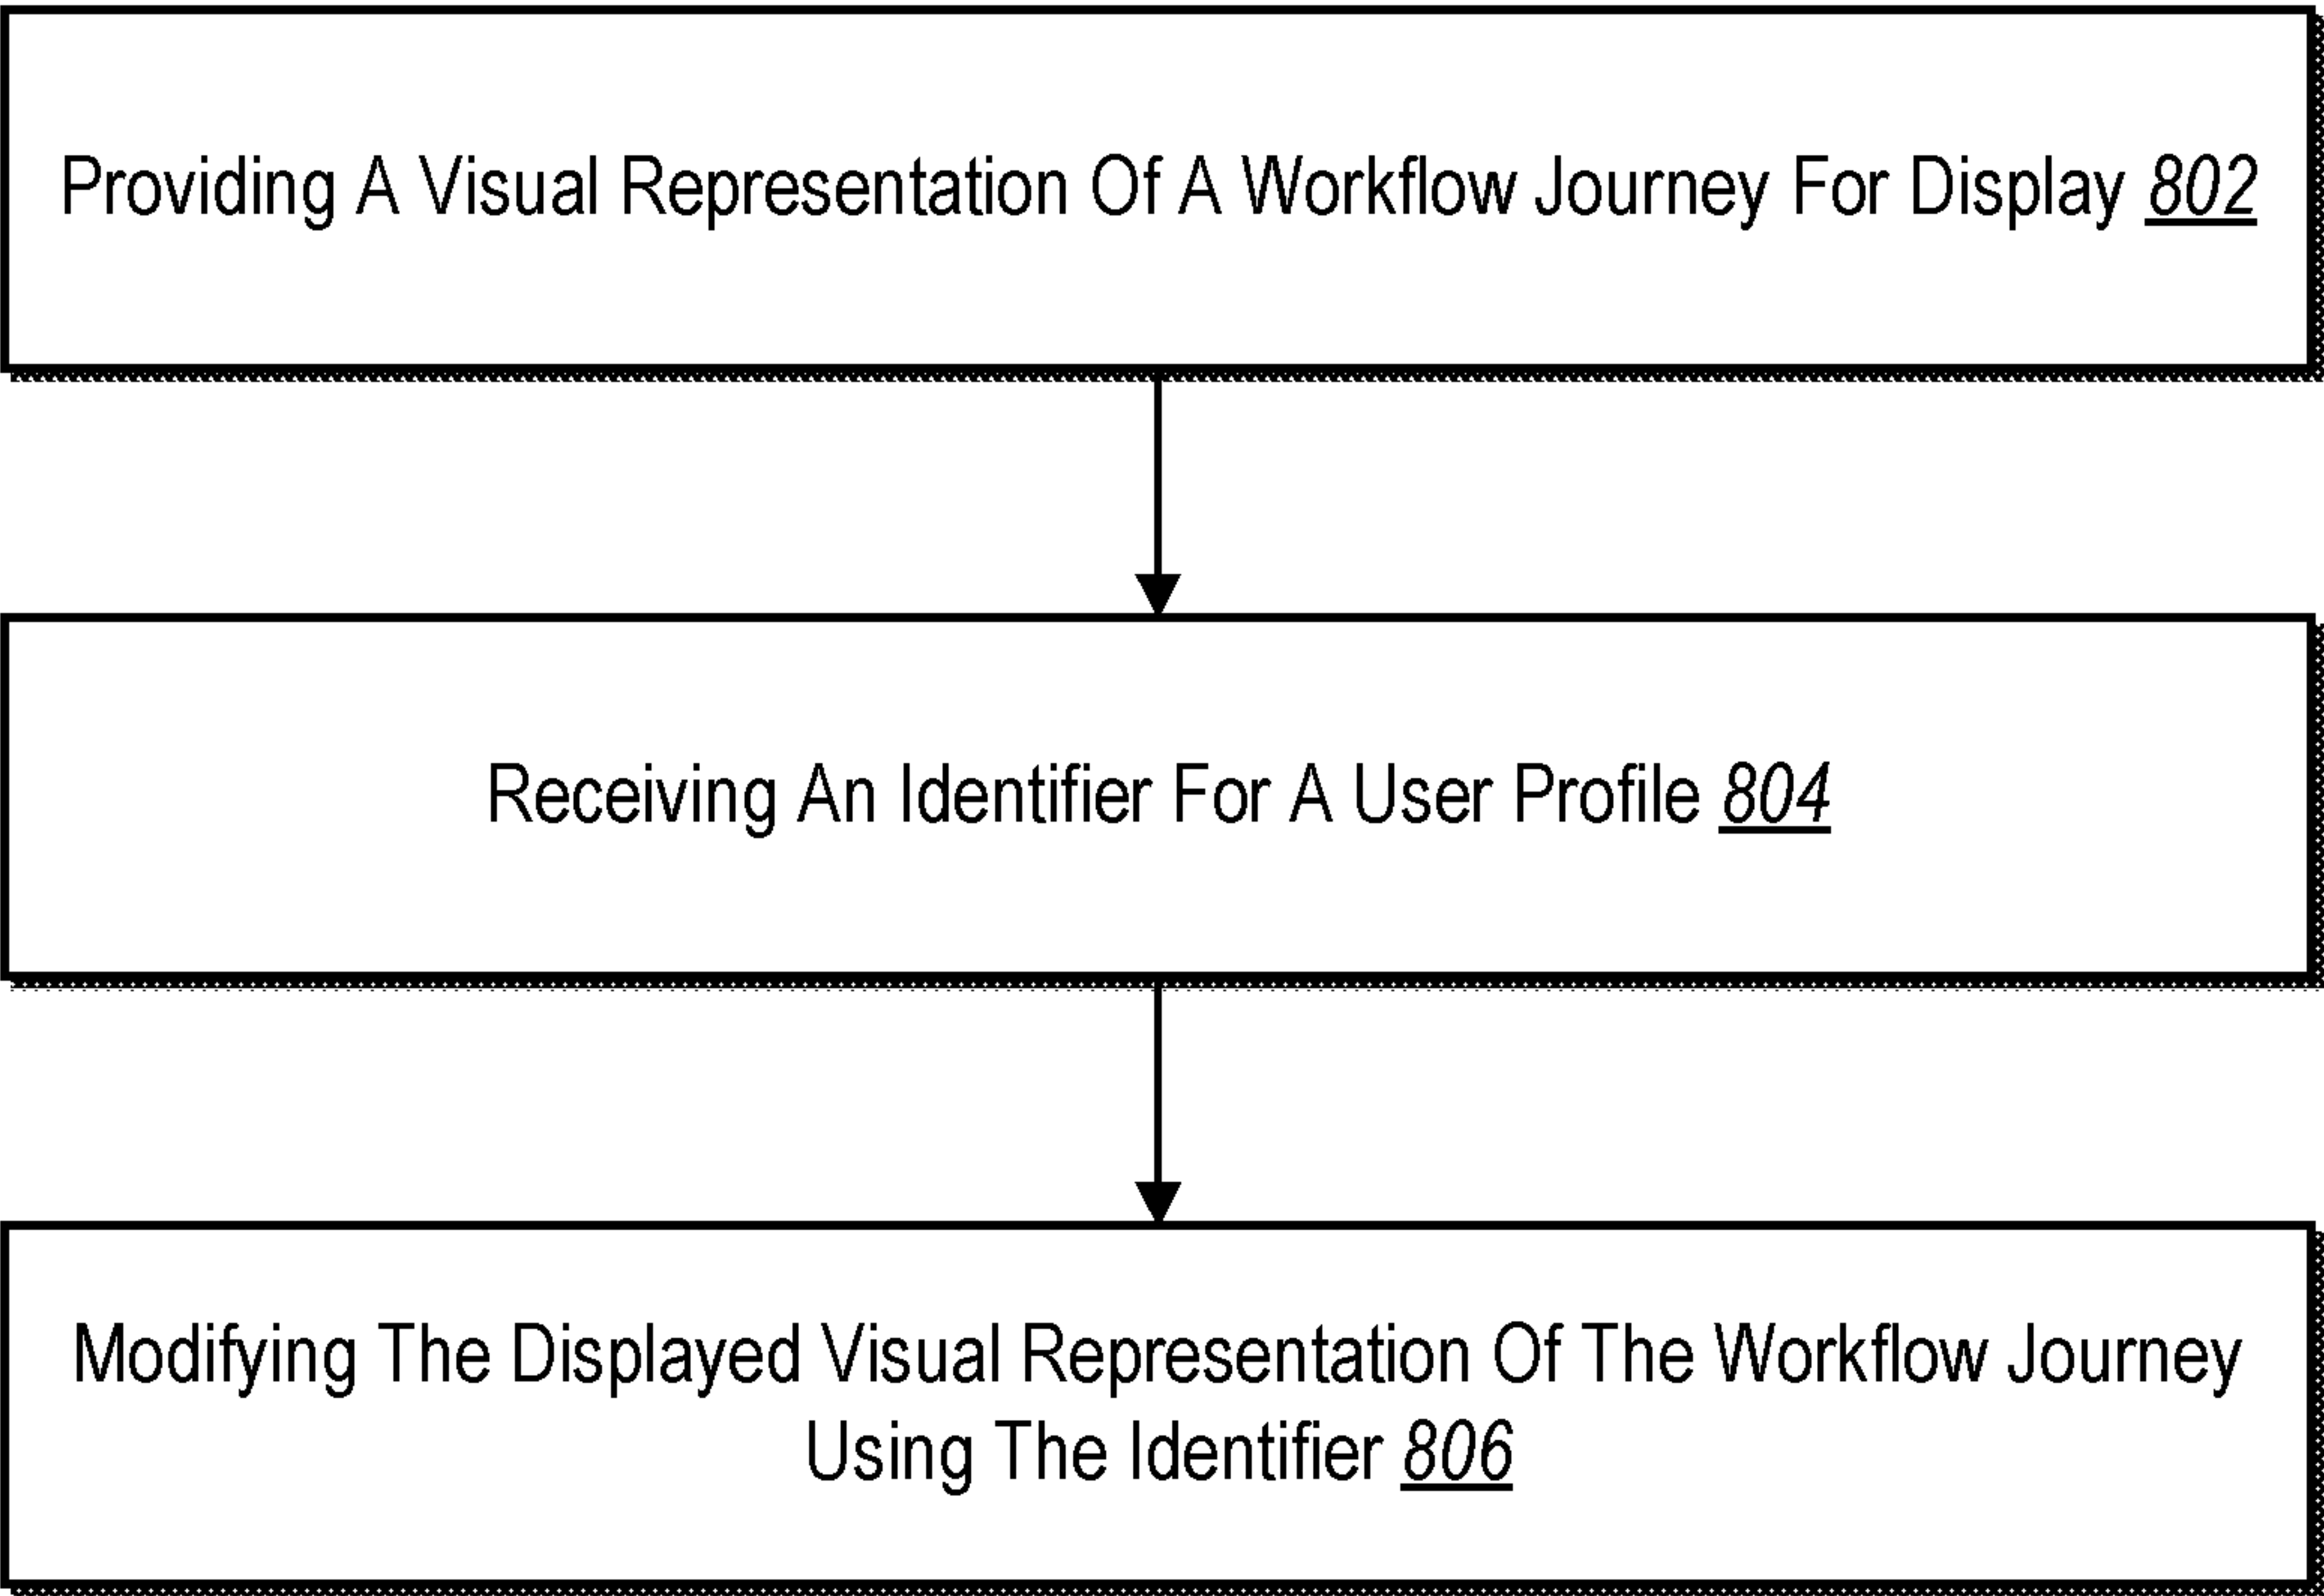 Providing A Visual Representation Of A Workflow Journey For Display 802
Receiving An Identifier For A User Profile 804
Modifying The Displayed Visual Representation Of The Workflow Journey
Using The Identifier 806